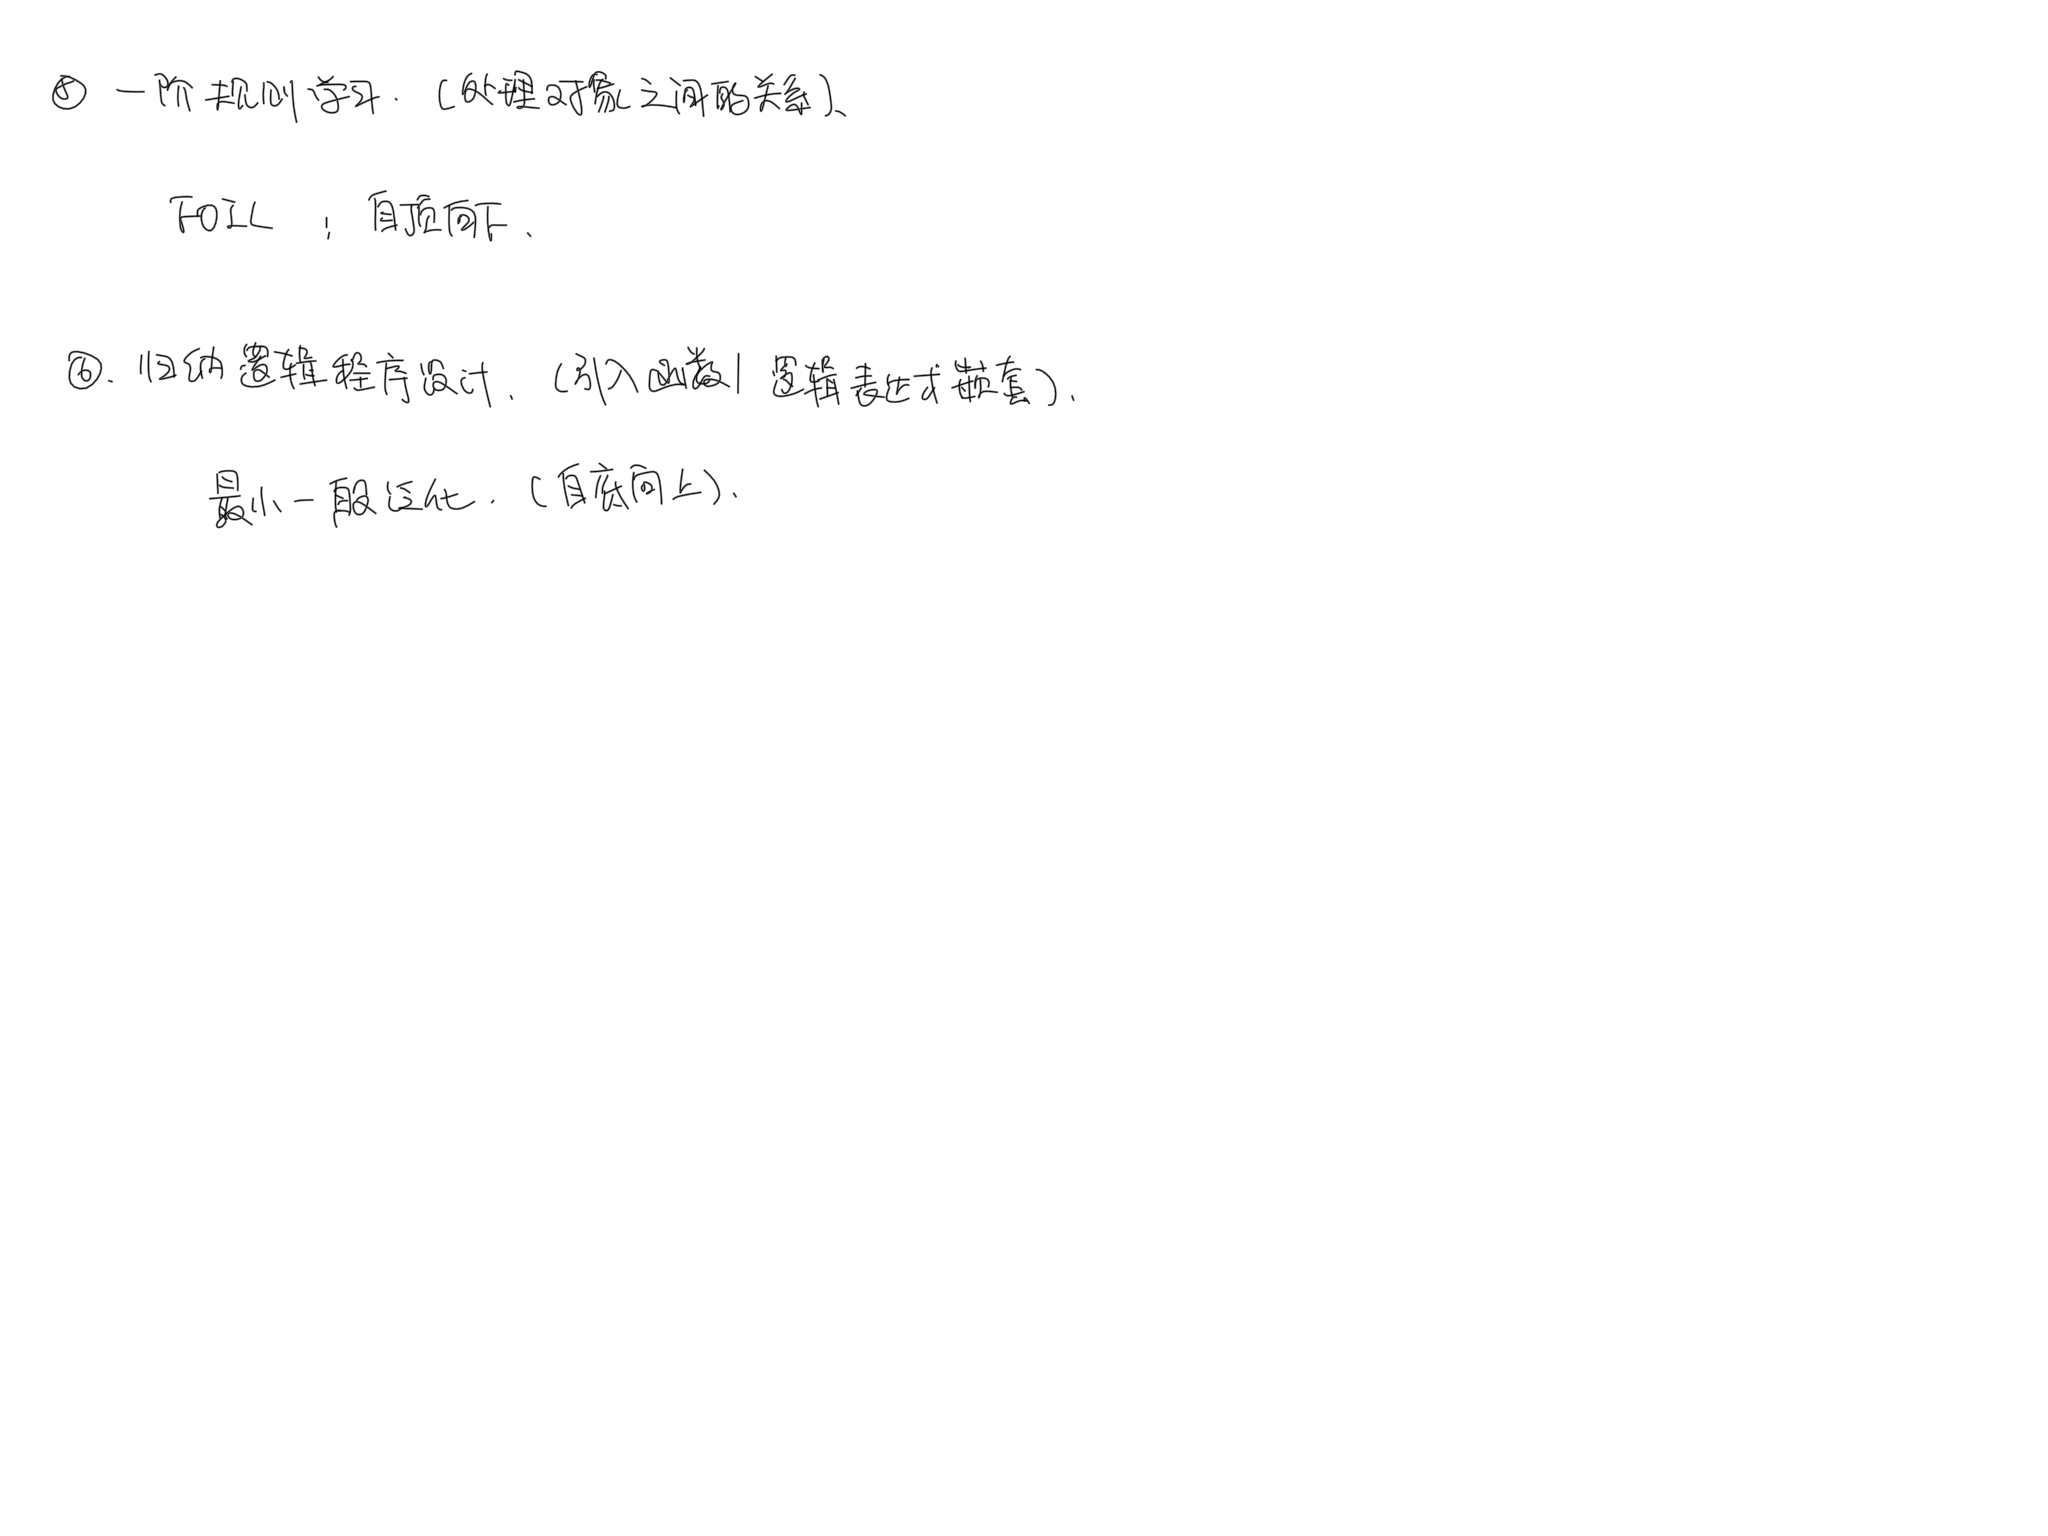 ⑤ 一阶规则学习.（处理对象之间的关系）、
FOIL ; 自顶向下、
⑥. 归纳逻辑程序设计.（引入函数|逻辑表达式嵌套）.
最小一般泛化.（自底向上）.